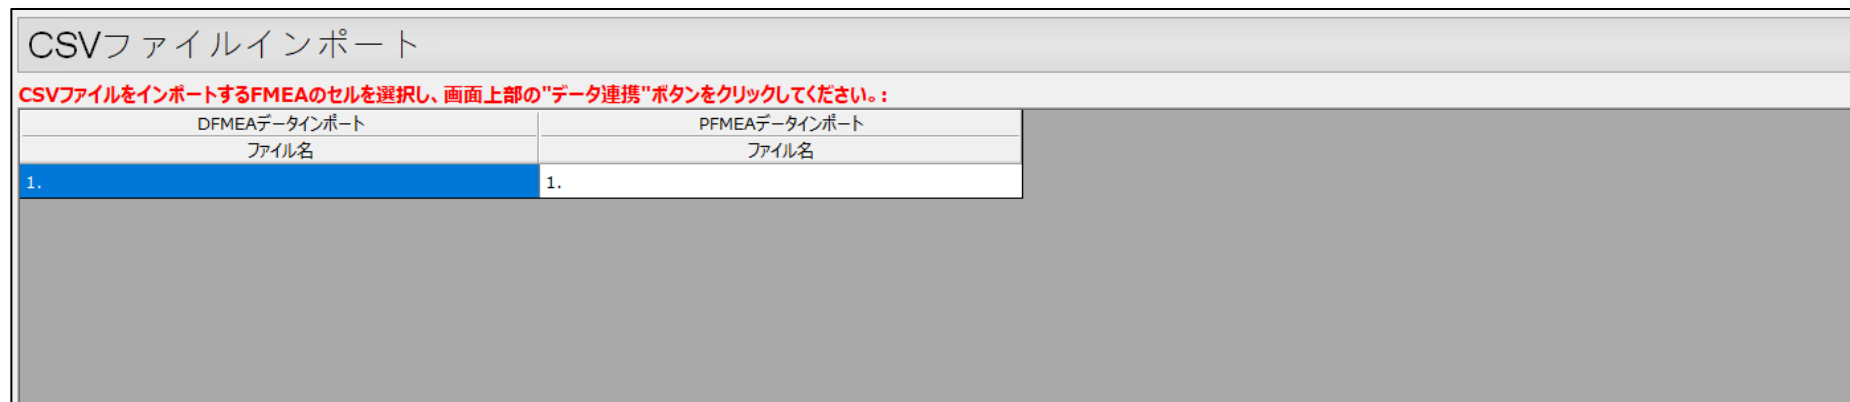 CSVファイルインポート
CSVファイルをインポートするFMEAのセルを選択し、画面上部の"データ連携"ボタンをクリックしてください。:
DFMEAデータインポート PFMEAデータインポート
ファイル名 ファイル名
1. 1.